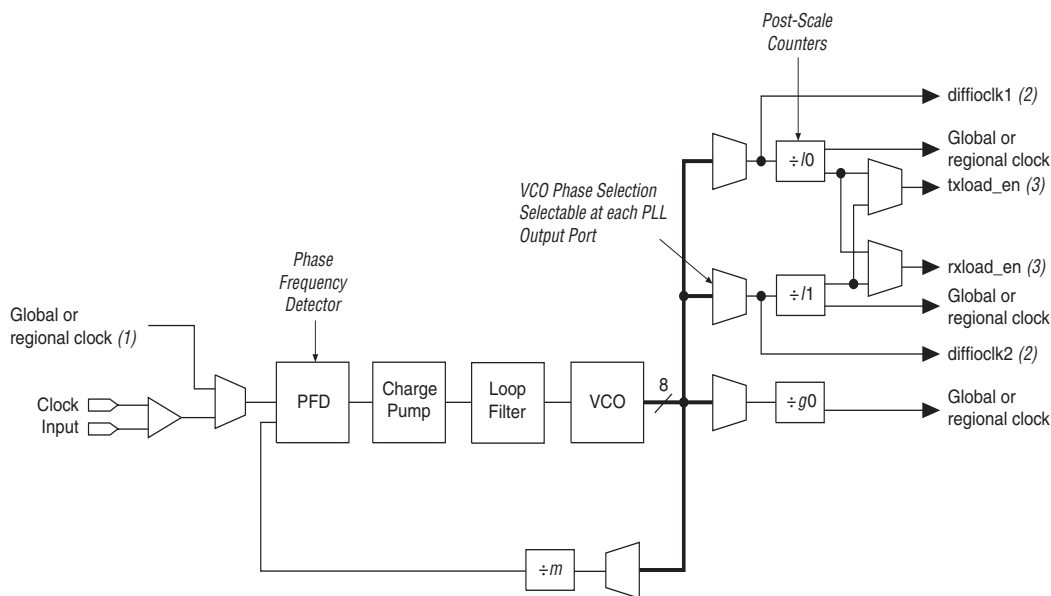 Post-Scale
Counters
diffioclk1 (2)
÷l0
Global or
regional clock
txload_en (3)
VCO Phase Selection
Selectable at each PLL
Output Port
rxload_en (3)
÷l1
Global or
regional clock
diffioclk2 (2)
Phase
Frequency
Detector
Global or
regional clock (1)
Clock
Input
PFD
Charge
Pump
Loop
Filter
VCO
8
÷g0
Global or
regional clock
÷m